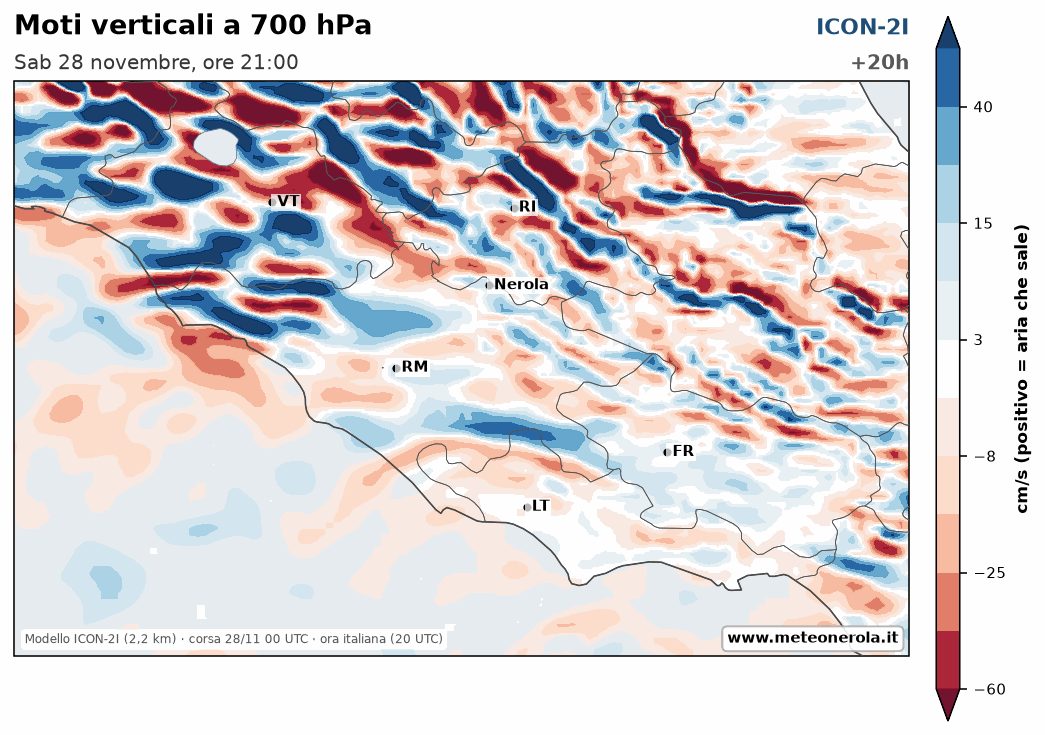 Moti verticali a 700 hPa
ICON-2I
Sab 28 novembre, ore 21:00
+20h
VT
RI
Nerola
RM
FR
LT
Modello ICON-2I (2,2 km) · corsa 28/11 00 UTC · ora italiana (20 UTC)
www.meteonerola.it
40
15
3
−8
−25
−60
cm/s (positivo = aria che sale)